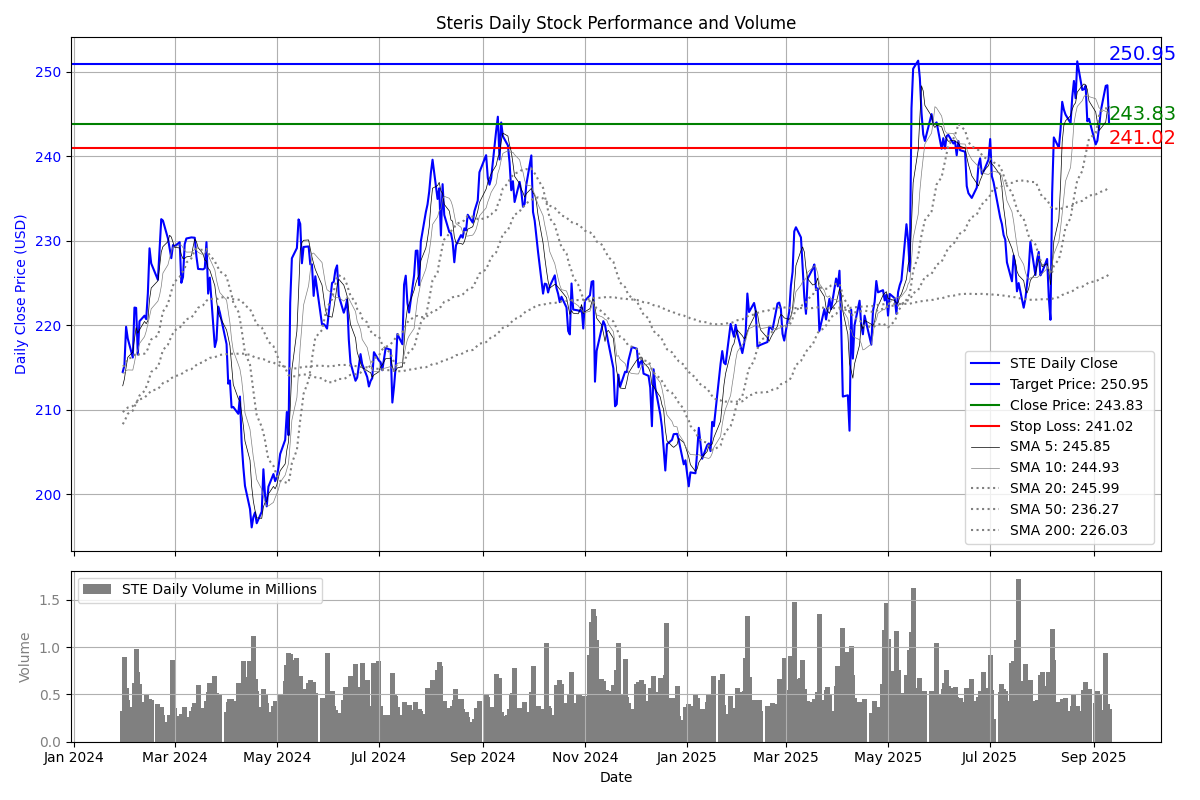 Steris Daily Stock Performance and Volume
Daily Close Price (USD)
250
240
230
220
210
200
250.95
243.83
241.02
STE Daily Close
Target Price: 250.95
Close Price: 243.83
Stop Loss: 241.02
SMA 5: 245.85
SMA 10: 244.93
SMA 20: 245.99
SMA 50: 236.27
SMA 200: 226.03
STE Daily Volume in Millions
Volume
1.5
1.0
0.5
0.0
Jan 2024 Mar 2024 May 2024 Jul 2024 Sep 2024 Nov 2024 Jan 2025 Mar 2025 May 2025 Jul 2025 Sep 2025
Date